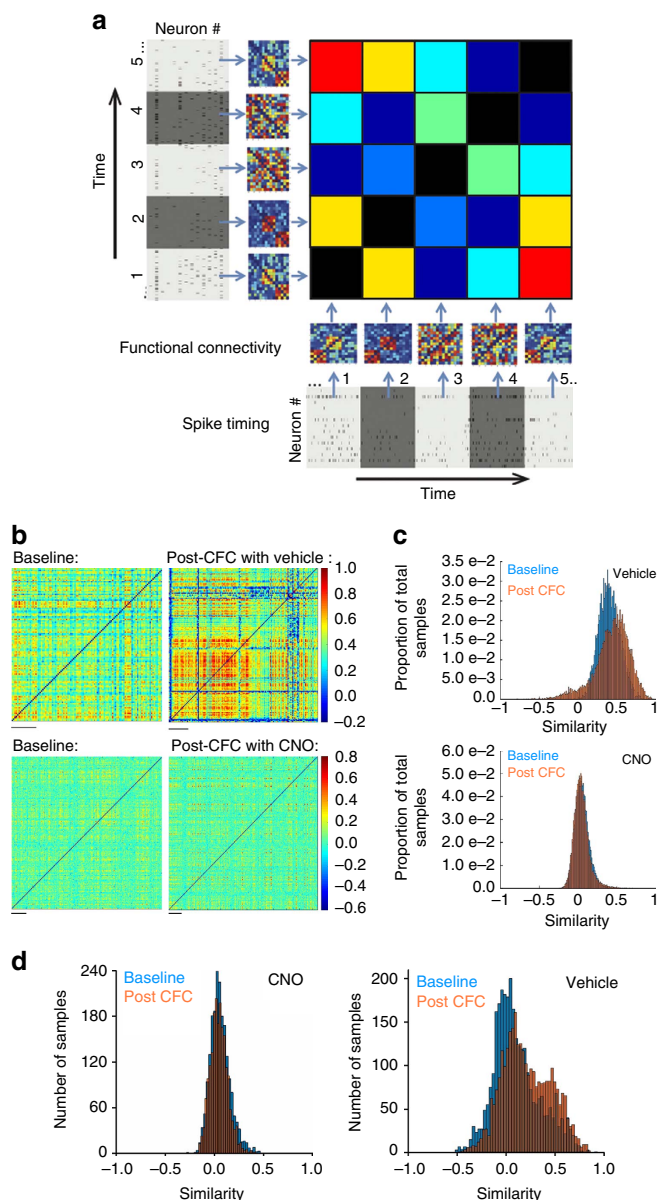 a
Neuron #
5 ...
4
3
2
1
Time
Functional connectivity
... 1 2 3 4 5..
Neuron #
Spike timing
Time
b
Baseline: Post-CFC with vehicle :
1.0
0.8
0.6
0.4
0.2
0.0
−0.2
Baseline: Post-CFC with CNO:
0.8
0.6
0.4
0.2
0.0
−0.2
−0.4
−0.6
c
Proportion of total samples
3.5 e−2
3.0 e−2
2.5 e−2
2.0 e−2
1.5 e−2
1.0 e−2
5 e−3
0.0
Baseline
Post CFC
Vehicle
−1 −0.5 0 0.5 1
Similarity
Proportion of total samples
6.0 e−2
5.0 e−2
4.0 e−2
3.0 e−2
2.0 e−2
1.0 e−2
0.0
Baseline
Post CFC
CNO
−1 −0.5 0 0.5 1
Similarity
d
Number of samples
240
180
120
60
0
Baseline
Post CFC
CNO
−1.0 −0.5 0.0 0.5 1.0
Similarity
Number of samples
200
150
100
50
0
Baseline
Post CFC
Vehicle
−1.0 −0.5 0.0 0.5 1.0
Similarity